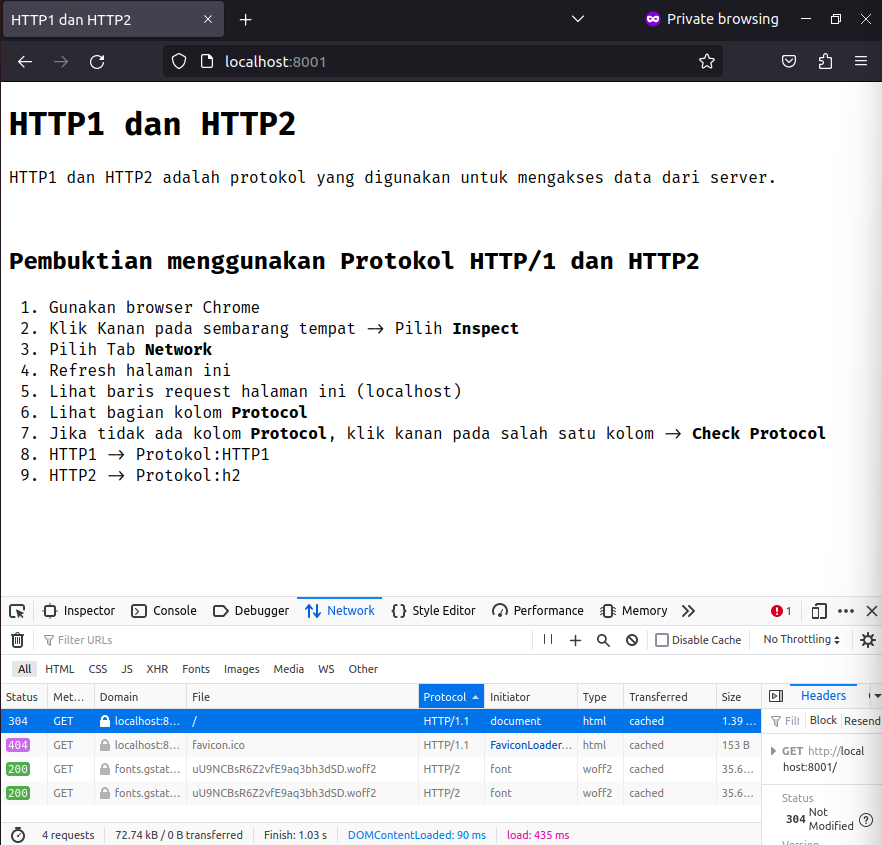 HTTP1 dan HTTP2
Private browsing
localhost:8001
HTTP1 dan HTTP2
HTTP1 dan HTTP2 adalah protokol yang digunakan untuk mengakses data dari server.
Pembuktian menggunakan Protokol HTTP/1 dan HTTP2
1. Gunakan browser Chrome
2. Klik Kanan pada sembarang tempat -> Pilih Inspect
3. Pilih Tab Network
4. Refresh halaman ini
5. Lihat baris request halaman ini (localhost)
6. Lihat bagian kolom Protocol
7. Jika tidak ada kolom Protocol, klik kanan pada salah satu kolom -> Check Protocol
8. HTTP1 -> Protokol:HTTP1
9. HTTP2 -> Protokol:h2
Inspector Console Debugger Network Style Editor Performance Memory 1
Filter URLs Disable Cache No Throttling
All HTML CSS JS XHR Fonts Images Media WS Other
Status Met... Domain File Protocol Initiator Type Transferred Size Headers
304 GET localhost:8... / HTTP/1.1 document html cached 1.39 ... Filt Block Resend
404 GET localhost:8... favicon.ico HTTP/1.1 FaviconLoader... html cached 153 B
GET http://local
200 GET fonts.gstat... uU9NCBsR6Z2vfE9aq3bh3dSD.woff2 HTTP/2 font woff2 cached 35.6...
host:8001/
200 GET fonts.gstat... uU9NCBsR6Z2vfE9aq3bh3dSD.woff2 HTTP/2 font woff2 cached 35.6...
Status
304 Not
Modified
4 requests 72.74 kB / 0 B transferred Finish: 1.03 s DOMContentLoaded: 90 ms load: 435 ms
Version